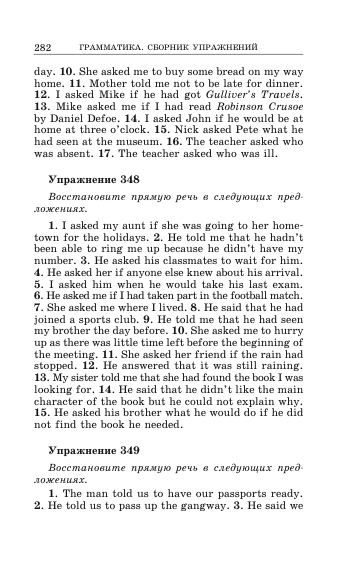 282 ГРАММАТИКА. СБОРНИК УПРАЖНЕНИЙ
day. 10. She asked me to buy some bread on my way
home. 11. Mother told me not to be late for dinner.
12. I asked Mike if he had got Gulliver's Travels.
13. Mike asked me if I had read Robinson Crusoe
by Daniel Defoe. 14. I asked John if he would be at
home at three o'clock. 15. Nick asked Pete what he
had seen at the museum. 16. The teacher asked who
was absent. 17. The teacher asked who was ill.
Упражнение 348
Восстановите прямую речь в следующих пред-
ложениях.
1. I asked my aunt if she was going to her home-
town for the holidays. 2. He told me that he hadn't
been able to ring me up because he didn't have my
number. 3. He asked his classmates to wait for him.
4. He asked her if anyone else knew about his arrival.
5. I asked him when he would take his last exam.
6. He asked me if I had taken part in the football match.
7. She asked me where I lived. 8. He said that he had
joined a sports club. 9. He told me that he had seen
my brother the day before. 10. She asked me to hurry
up as there was little time left before the beginning of
the meeting. 11. She asked her friend if the rain had
stopped. 12. He answered that it was still raining.
13. My sister told me that she had found the book I was
looking for. 14. He said that he didn't like the main
character of the book but he could not explain why.
15. He asked his brother what he would do if he did
not find the book he needed.
Упражнение 349
Восстановите прямую речь в следующих пред-
ложениях.
1. The man told us to have our passports ready.
2. He told us to pass up the gangway. 3. He said we